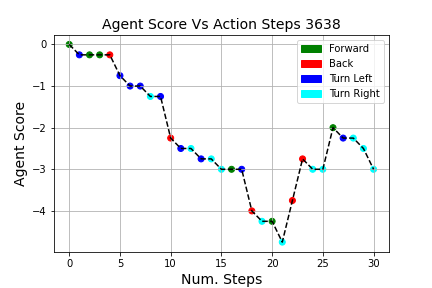 Agent Score Vs Action Steps 3638
Forward
Back
Turn Left
Turn Right
Agent Score
0
−1
−2
−3
−4
0 5 10 15 20 25 30
Num. Steps